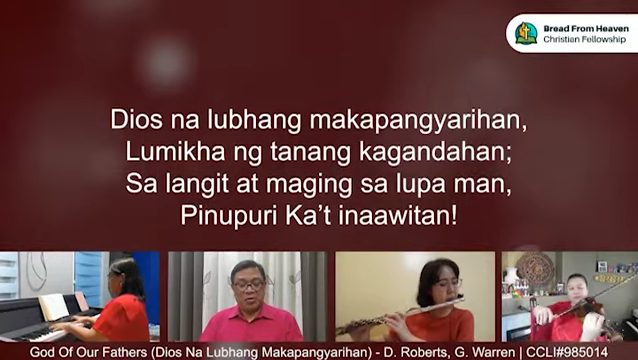 Bread From Heaven
Christian Fellowship
Dios na lubhang makapangyarihan,
Lumikha ng tanang kagandahan;
Sa langit at maging sa lupa man,
Pinupuri Ka’t inaawitan!
God Of Our Fathers (Dios Na Lubhang Makapangyarihan) - D. Roberts, G. Warren | CCLI#985014